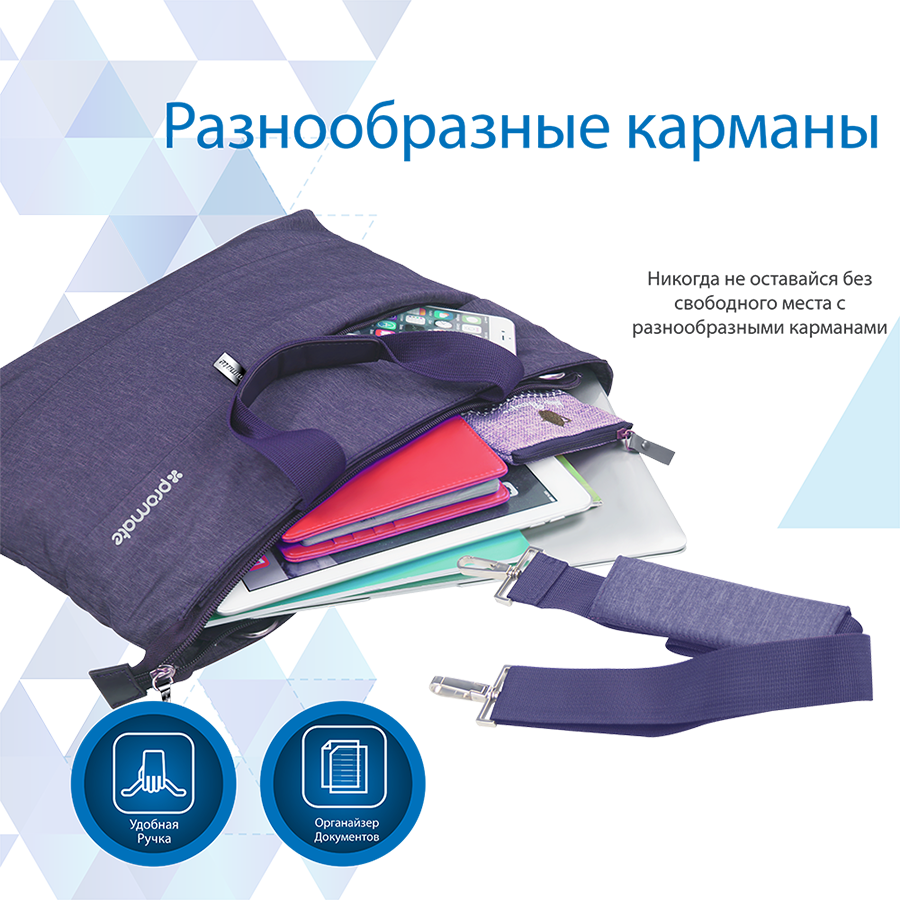 Разнообразные карманы
Никогда не оставайся без
свободного места с
разнообразными карманами
promate
Удобная
Ручка
Органайзер
Документов